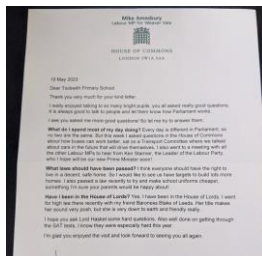 Mike Amesbury
Labour MP for Weaver Vale
HOUSE OF COMMONS
LONDON SW1A 0AA
19 May 2023
Dear Tockwith Primary School
Thank you very much for your kind letter.
I really enjoyed talking to so many bright pupils, you all asked really good questions.
It is always good to talk to people and let them know how Parliament works.
I see you asked me some good questions! So let me try to answer them.
What do I spend most of my day doing? Every day is different in Parliament, so
no two are the same. But this week I asked questions in the House of Commons
about how buses can work better, sat on a Transport Committee where we talked
about cars in the future that will drive themselves. I also went to a meeting with all
the other Labour MPs to hear from Keir Starmer, the Leader of the Labour Party
who I hope will be our new Prime Minister soon!
What laws should have been passed? I think everyone should have the right to
live in a decent, safe home. So I would like to see us have targets to build lots more
homes. I also passed a law recently to try and make school uniforms cheaper,
something I'm sure your parents would be happy about!
Have I been in the House of Lords? Yes, I have been in the House of Lords. I went
for high tea there recently with my friend Baroness Blake of Leeds. Her title makes
her sound very posh, but she is very down to earth and friendly really.
I hope you ask Lord Haskel some hard questions. Also well done on getting through
the SAT tests, I know they were especially hard this year.
I'm glad you enjoyed the visit and look forward to seeing you all again.